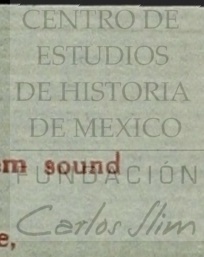 CENTRO DE
ESTUDIOS
DE HISTORIA
DE MEXICO
m sound
FUNDACIÓN
Carlos Slim
e,